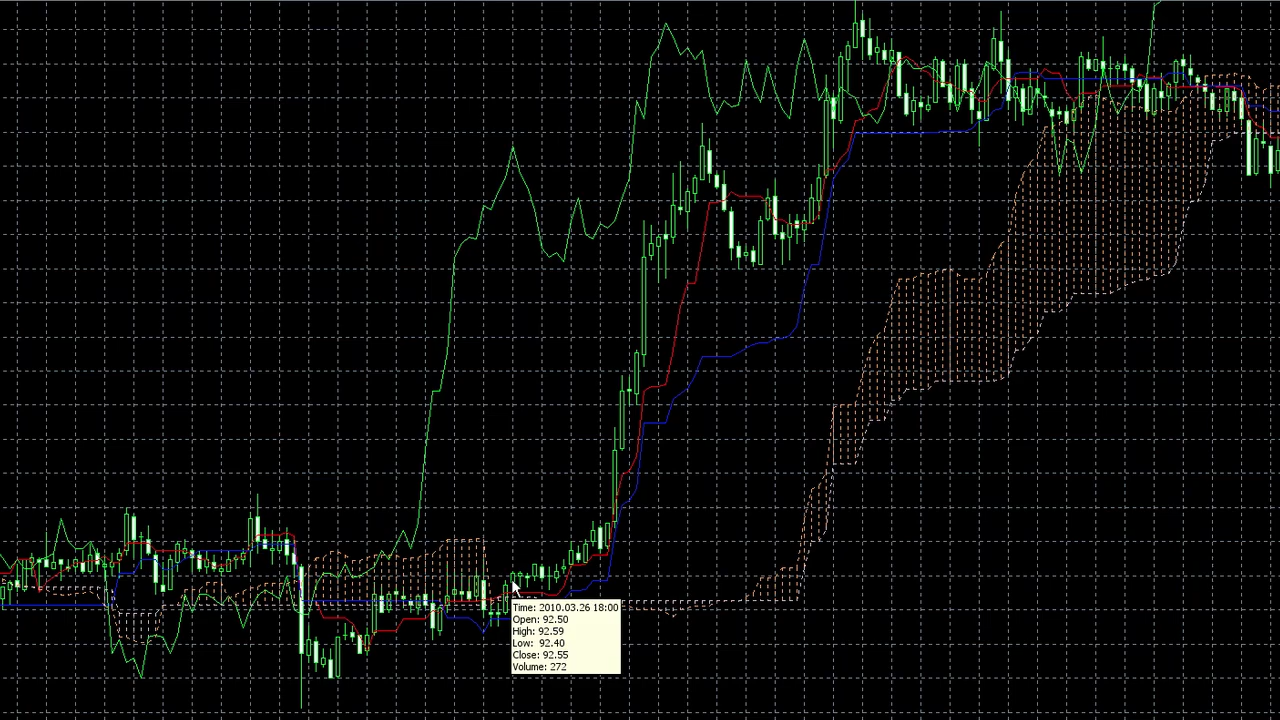 Time: 2010.03.26 18:00
Open: 92.50
High: 92.59
Low: 92.40
Close: 92.55
Volume: 272